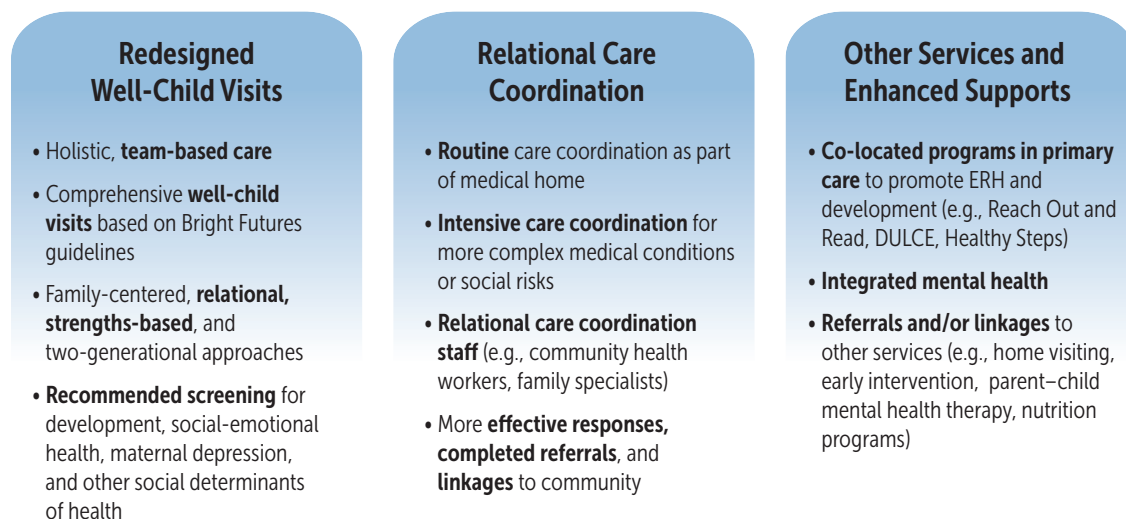 Redesigned
Well-Child Visits
• Holistic, team-based care
• Comprehensive well-child
visits based on Bright Futures
guidelines
• Family-centered, relational,
strengths-based, and
two-generational approaches
• Recommended screening for
development, social-emotional
health, maternal depression,
and other social determinants
of health
Relational Care
Coordination
• Routine care coordination as part
of medical home
• Intensive care coordination for
more complex medical conditions
or social risks
• Relational care coordination
staff (e.g., community health
workers, family specialists)
• More effective responses,
completed referrals, and
linkages to community
Other Services and
Enhanced Supports
• Co-located programs in primary
care to promote ERH and
development (e.g., Reach Out and
Read, DULCE, Healthy Steps)
• Integrated mental health
• Referrals and/or linkages to
other services (e.g., home visiting,
early intervention, parent–child
mental health therapy, nutrition
programs)